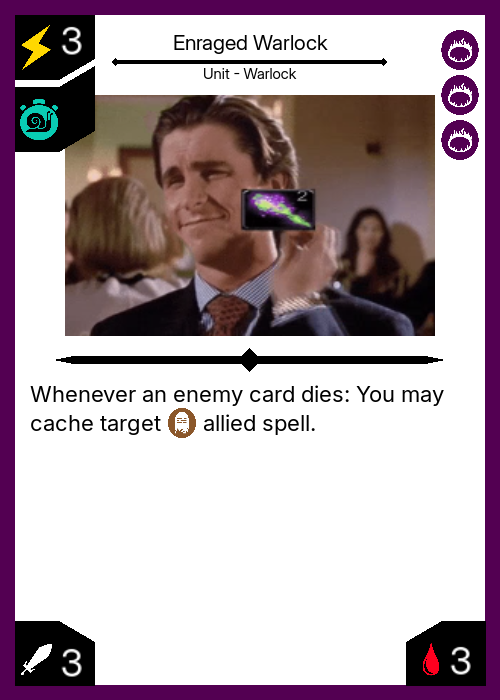 3
Enraged Warlock
Unit - Warlock
2
Whenever an enemy card dies: You may
cache target allied spell.
3
3